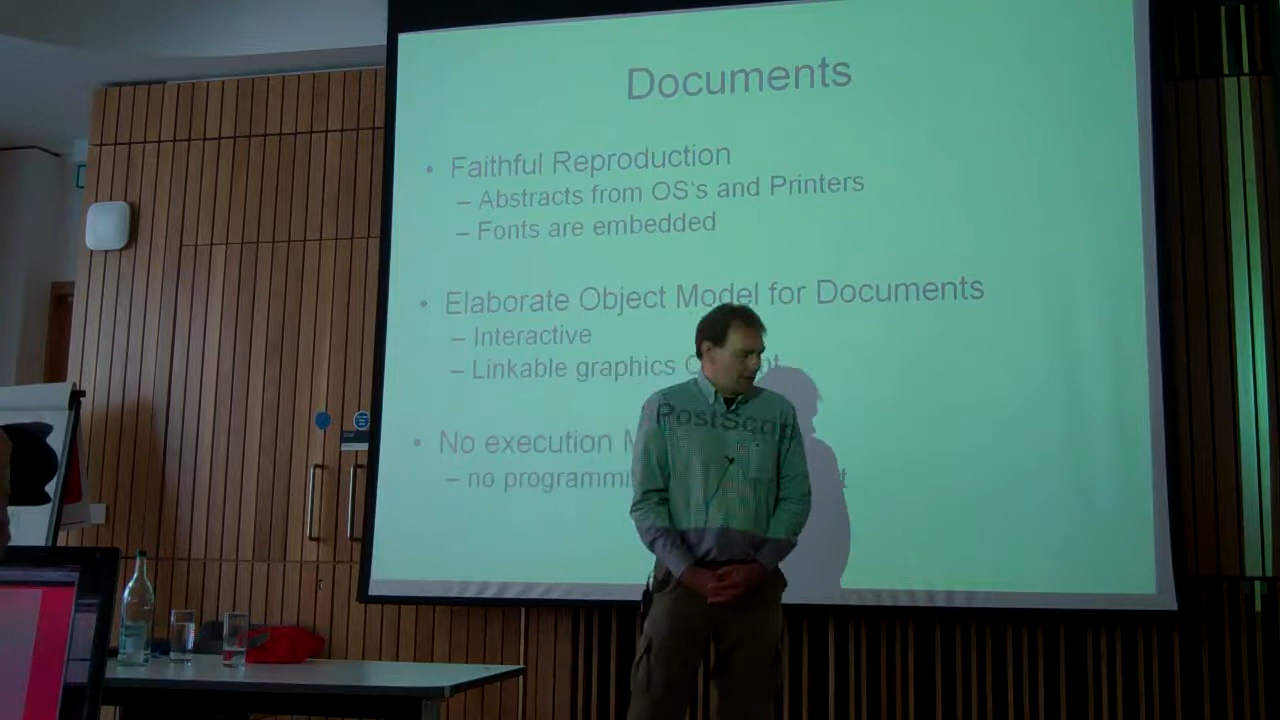 Documents
• Faithful Reproduction
– Abstracts from OS's and Printers
– Fonts are embedded
• Elaborate Object Model for Documents
– Interactive
– Linkable graphics
• No execution
PostScript
– no